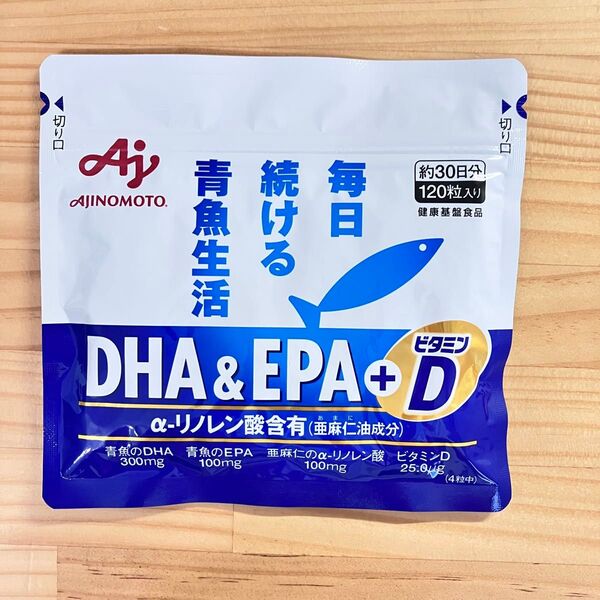 切り口
切り口
Aj
AJINOMOTO®
毎日
続ける
青魚生活
約30日分
120粒入り
健康基盤食品
DHA & EPA + ビタミンD
α-リノレン酸含有(亜麻仁油成分)
あまに
青魚のDHA 青魚のEPA 亜麻仁のα-リノレン酸 ビタミンD
300mg 100mg 100mg 25.0μg
(4粒中)